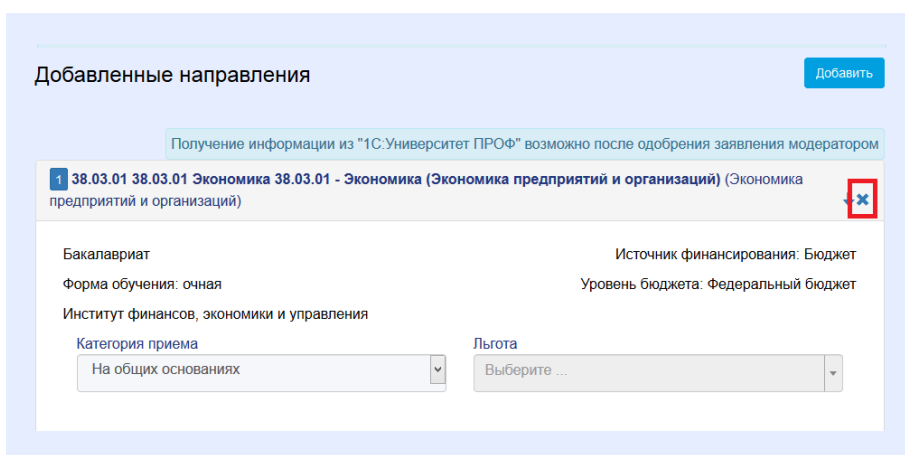 Добавленные направления
Добавить
Получение информации из "1С:Университет ПРОФ" возможно после одобрения заявления модератором
1 38.03.01 38.03.01 Экономика 38.03.01 - Экономика (Экономика предприятий и организаций) (Экономика
предприятий и организаций)
Бакалавриат
Источник финансирования: Бюджет
Форма обучения: очная
Уровень бюджета: Федеральный бюджет
Институт финансов, экономики и управления
Категория приема
Льгота
На общих основаниях
Выберите ...